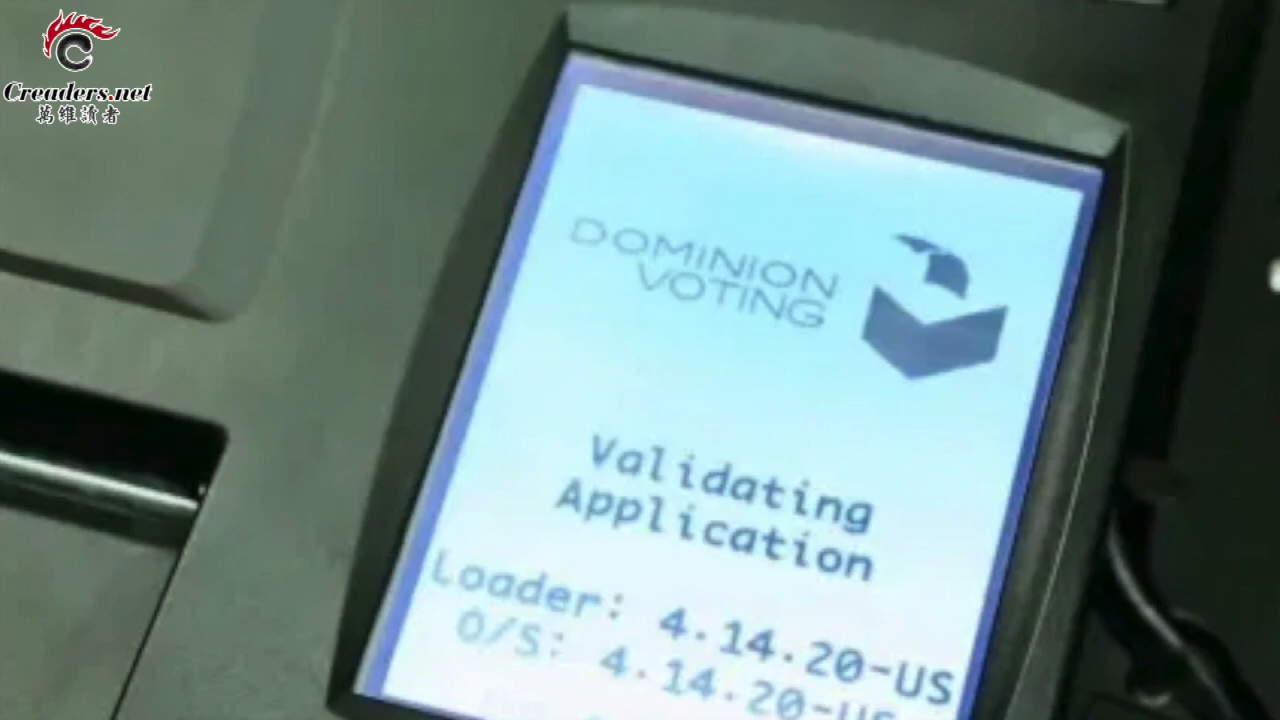 Creaders.net
萬維讀者
DOMINION
VOTING
Validating
Application
Loader: 4.14.20-US
O/S: 4.14.20-US